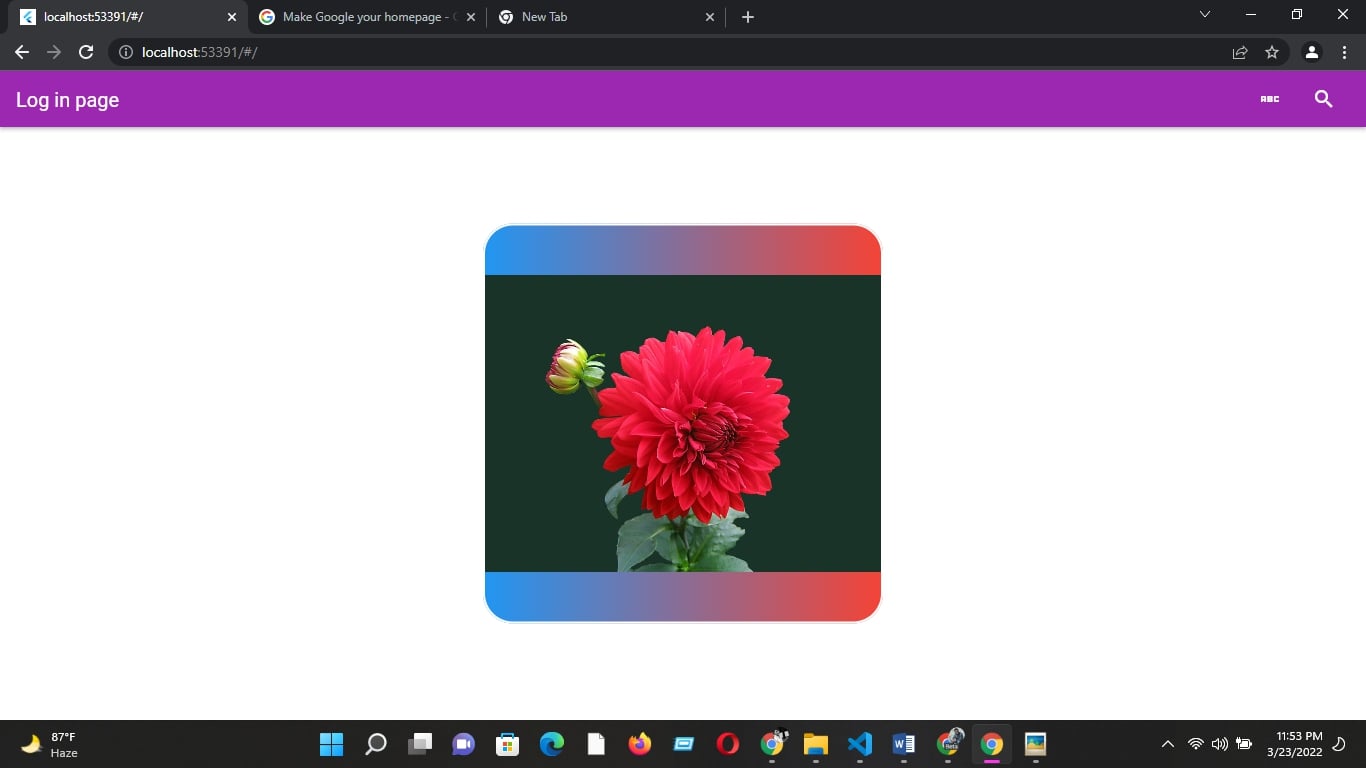 localhost:53391/#/
Make Google your homepage -
New Tab
localhost:53391/#/
Log in page
ABC
87°F
Haze
Beta
11:53 PM
3/23/2022